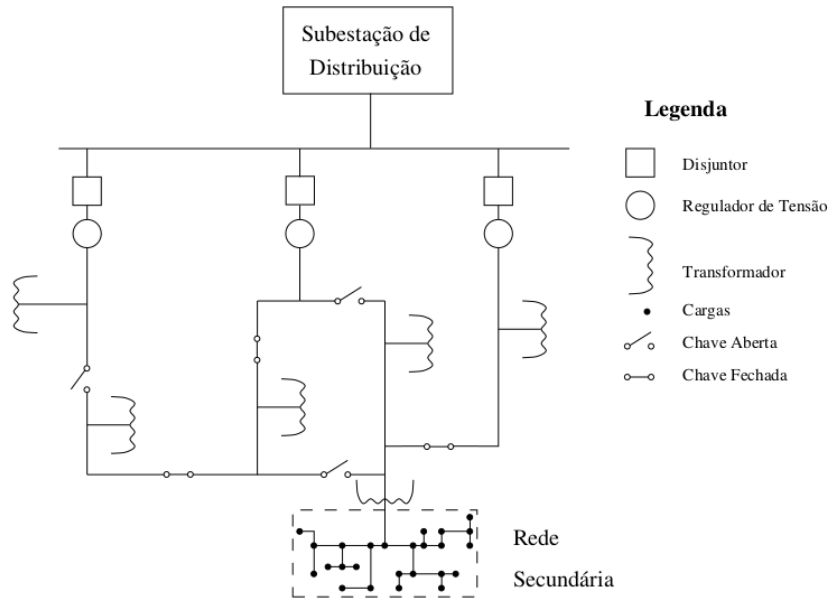 Subestação de
Distribuição
Legenda
Disjuntor
Regulador de Tensão
Transformador
Cargas
Chave Aberta
Chave Fechada
Rede
Secundária